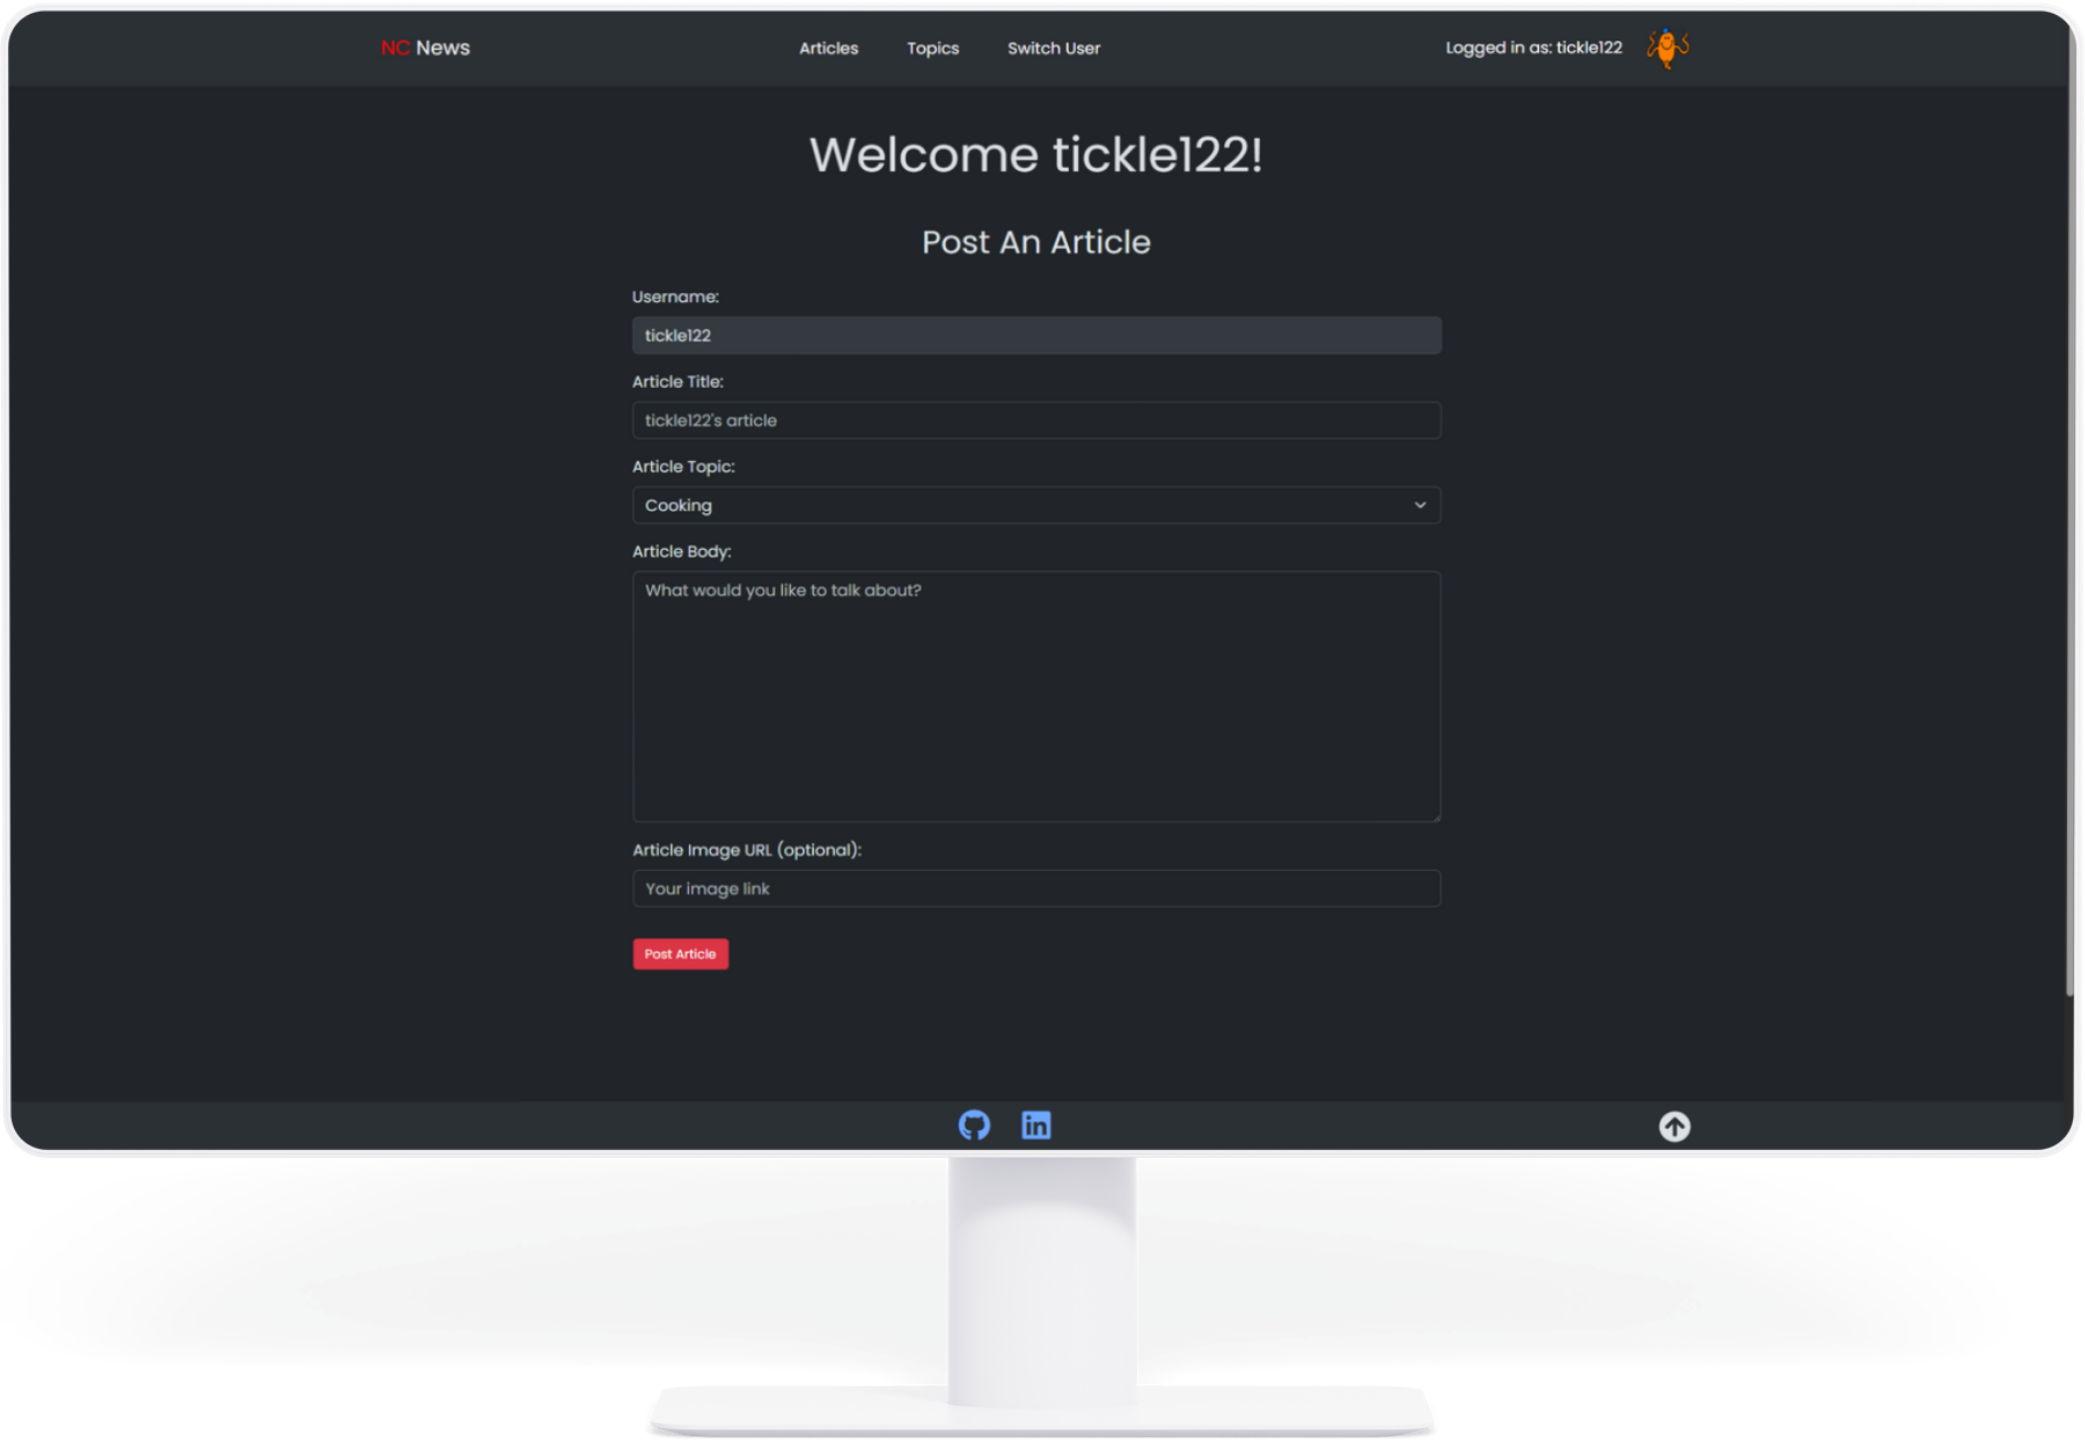 NC News
Articles
Topics
Switch User
Logged in as: tickle122
Welcome tickle122!
Post An Article
Username:
tickle122
Article Title:
tickle122's article
Article Topic:
Cooking
Article Body:
What would you like to talk about?
Article Image URL (optional):
Your image link
Post Article
in